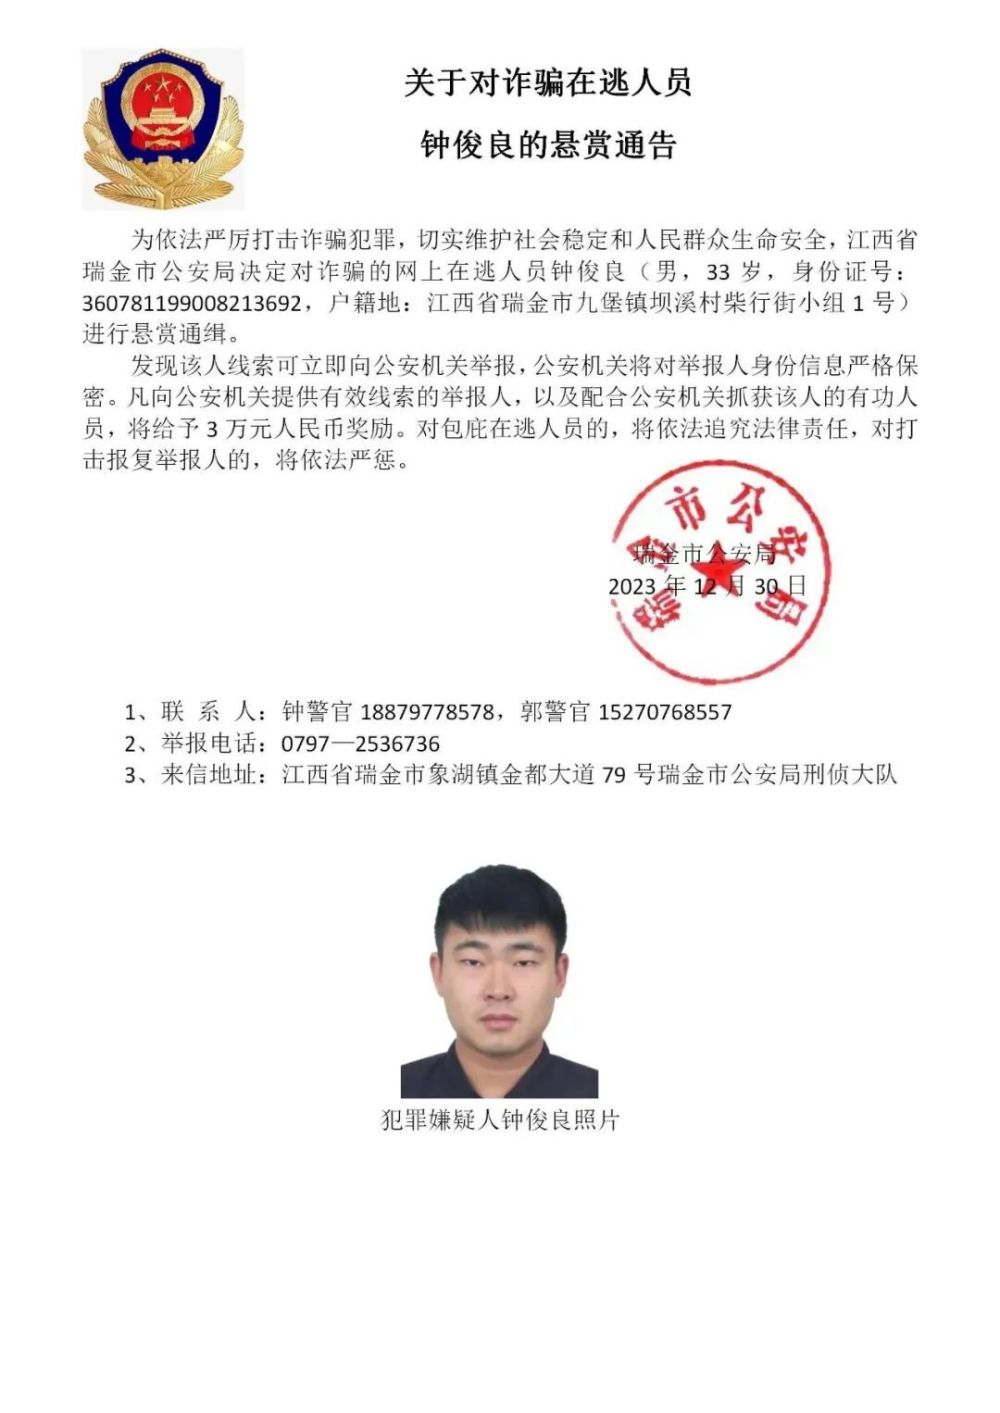 关于对诈骗在逃人员
钟俊良的悬赏通告
为依法严厉打击诈骗犯罪，切实维护社会稳定和人民群众生命安全，江西省
瑞金市公安局决定对诈骗的网上在逃人员钟俊良（男，33 岁，身份证号：
360781199008213692，户籍地：江西省瑞金市九堡镇坝溪村柴行街小组 1 号）
进行悬赏通缉。
发现该人线索可立即向公安机关举报，公安机关将对举报人身份信息严格保
密。凡向公安机关提供有效线索的举报人，以及配合公安机关抓获该人的有功人
员，将给予 3 万元人民币奖励。对包庇在逃人员的，将依法追究法律责任，对打
击报复举报人的，将依法严惩。
瑞金市公安局
瑞金市公安局
2023 年 12 月 30 日
1、联 系 人：钟警官 18879778578，郭警官 15270768557
2、举报电话：0797—2536736
3、来信地址：江西省瑞金市象湖镇金都大道 79 号瑞金市公安局刑侦大队
犯罪嫌疑人钟俊良照片